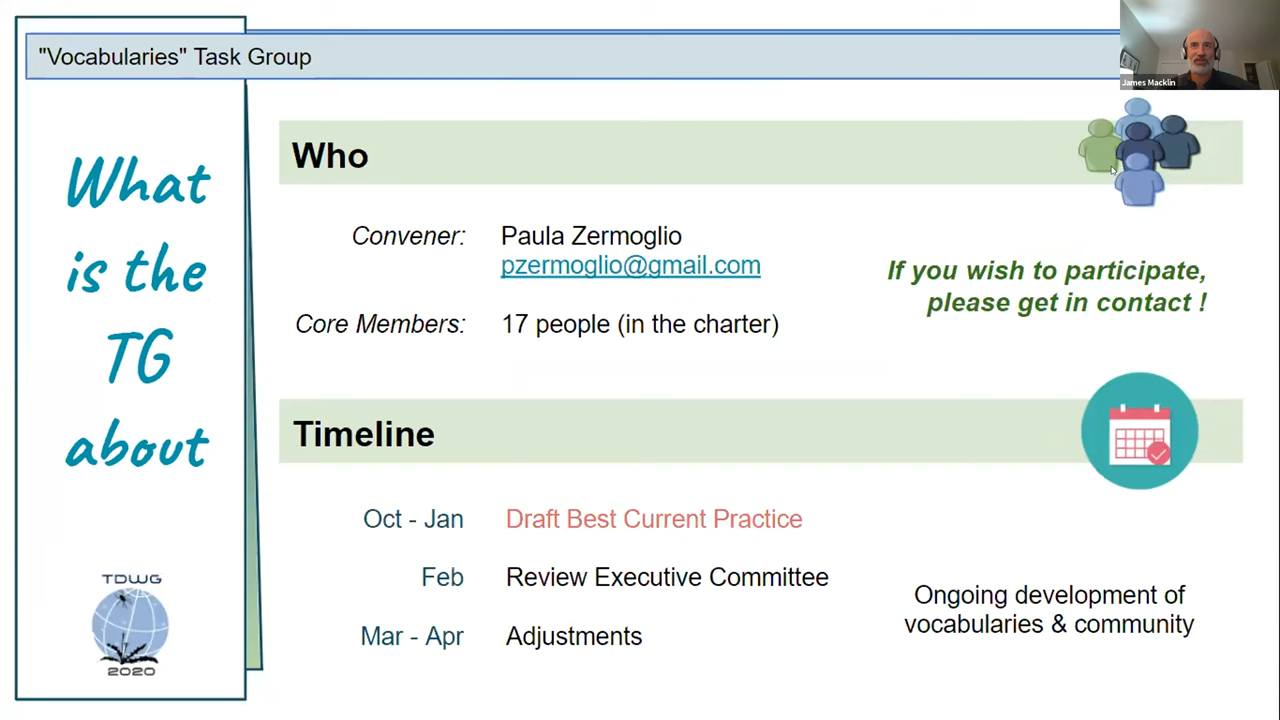 "Vocabularies" Task Group
James Macklin
What
is the
TG
about
Who
Convener: Paula Zermoglio
pzermoglio@gmail.com
Core Members: 17 people (in the charter)
If you wish to participate,
please get in contact !
Timeline
Oct - Jan Draft Best Current Practice
Feb Review Executive Committee
Mar - Apr Adjustments
Ongoing development of
vocabularies & community
TDWG
2020